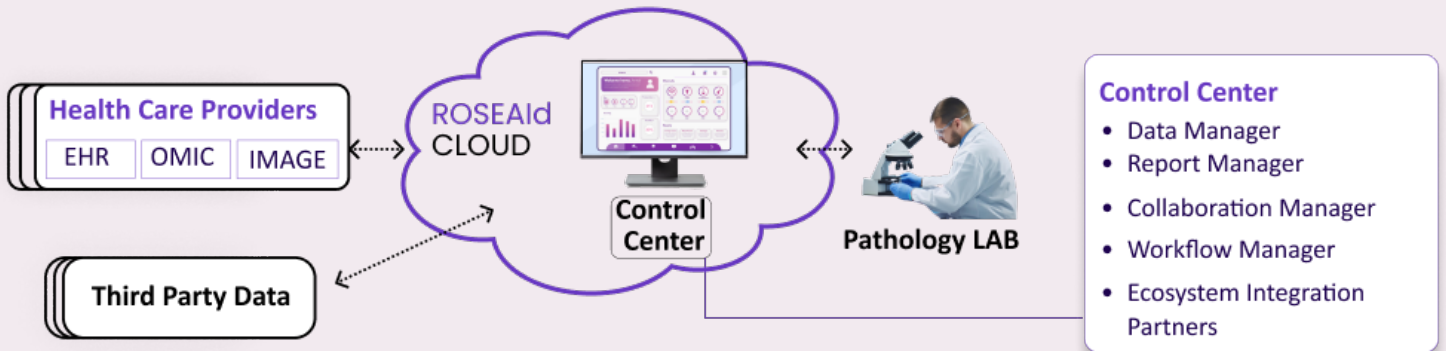 Health Care Providers
EHR
OMIC
IMAGE
Third Party Data
ROSEAId
CLOUD
Control
Center
Pathology LAB
Control Center
• Data Manager
• Report Manager
• Collaboration Manager
• Workflow Manager
• Ecosystem Integration
Partners